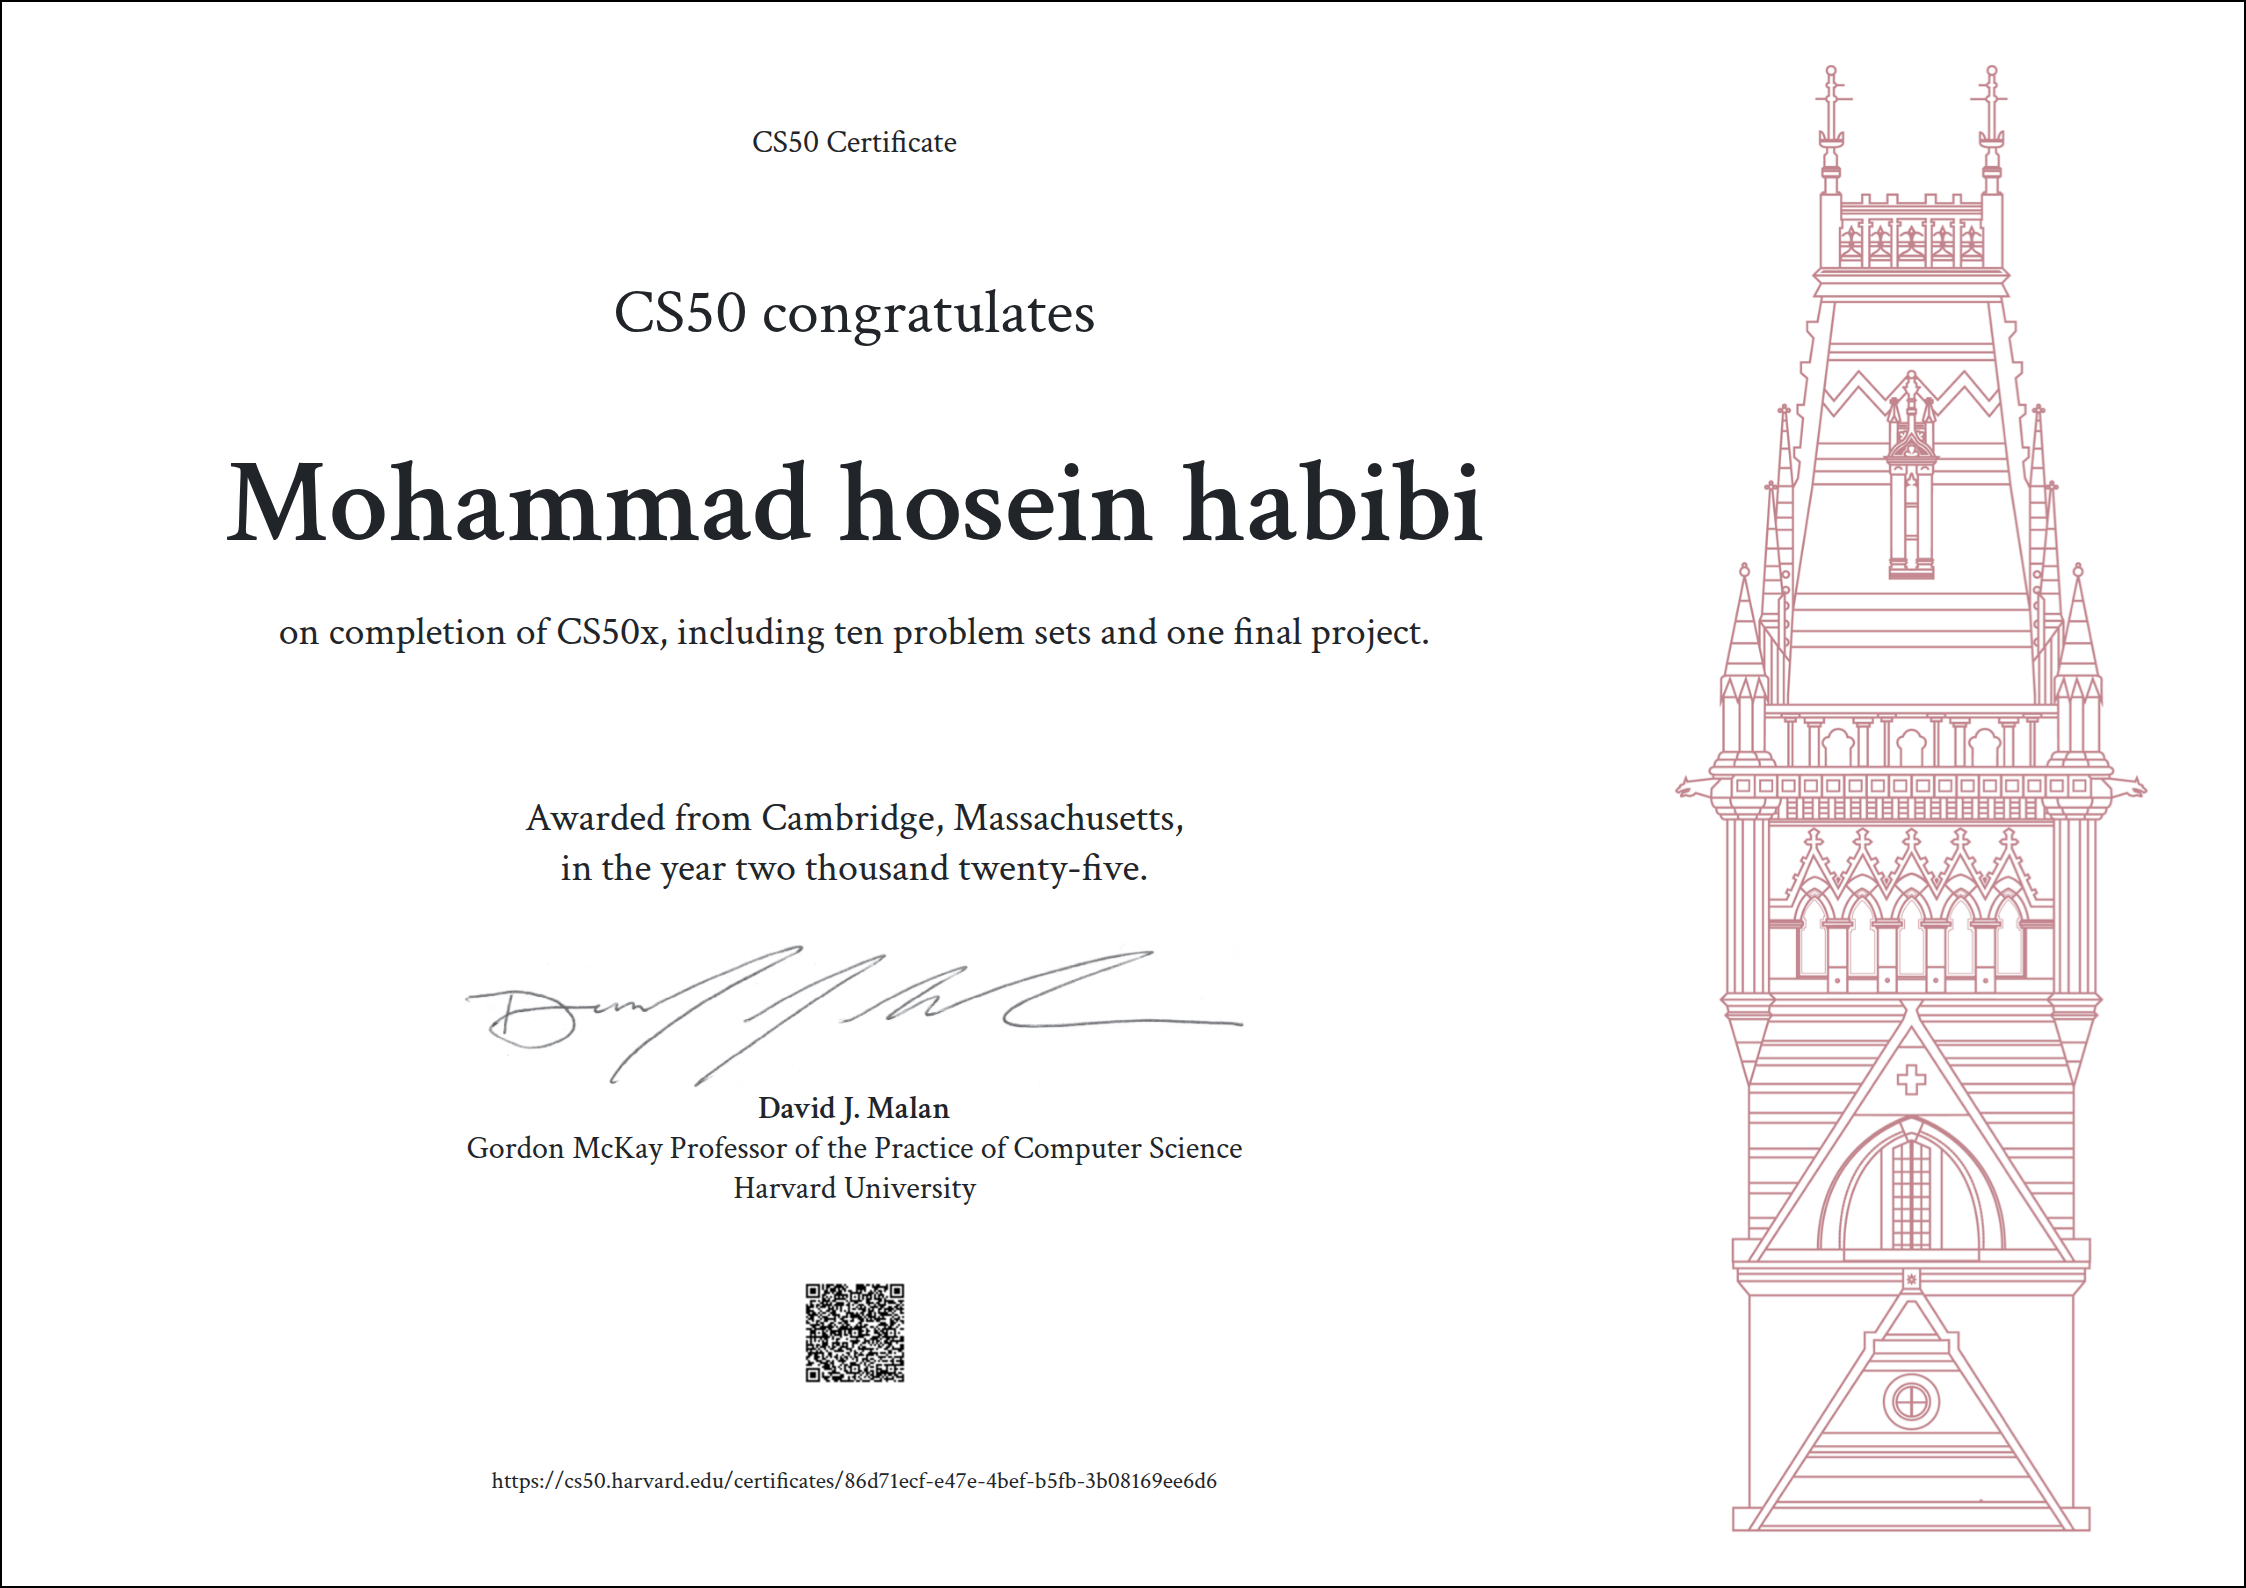 CS50 Certificate
CS50 congratulates
Mohammad hosein habibi
on completion of CS50x, including ten problem sets and one final project.
Awarded from Cambridge, Massachusetts,
in the year two thousand twenty-five.
David J. Malan
Gordon McKay Professor of the Practice of Computer Science
Harvard University
https://cs50.harvard.edu/certificates/86d71ecf-e47e-4bef-b5fb-3b08169ee6d6